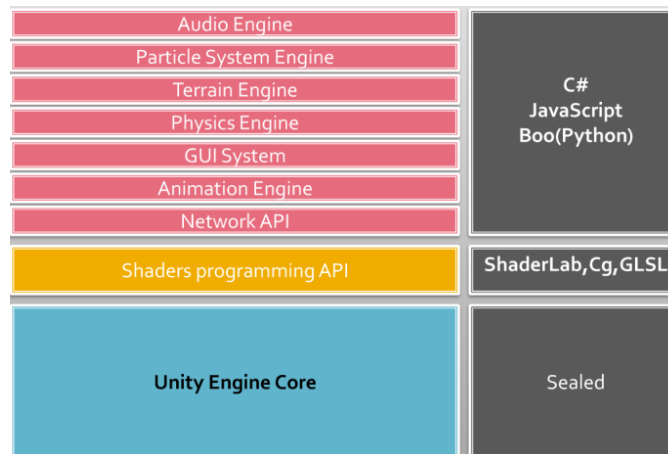 Audio Engine
Particle System Engine
Terrain Engine
Physics Engine
GUI System
Animation Engine
Network API
C#
JavaScript
Boo(Python)
Shaders programming API
ShaderLab,Cg,GLSL
Unity Engine Core
Sealed